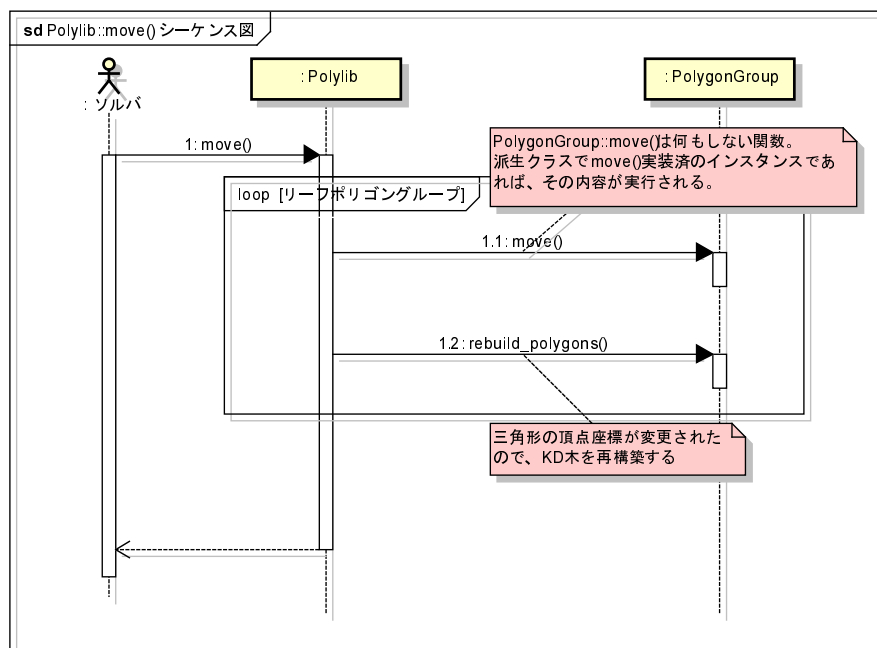 sd Polylib::move() シーケンス図
: ソルバ
: Polylib
: PolygonGroup
1: move()
PolygonGroup::move()は何もしない関数。
派生クラスでmove()実装済のインスタンスであ
れば、その内容が実行される。
loop [リーフポリゴングループ]
1.1: move()
1.2: rebuild_polygons()
三角形の頂点座標が変更された
ので、KD木を再構築する